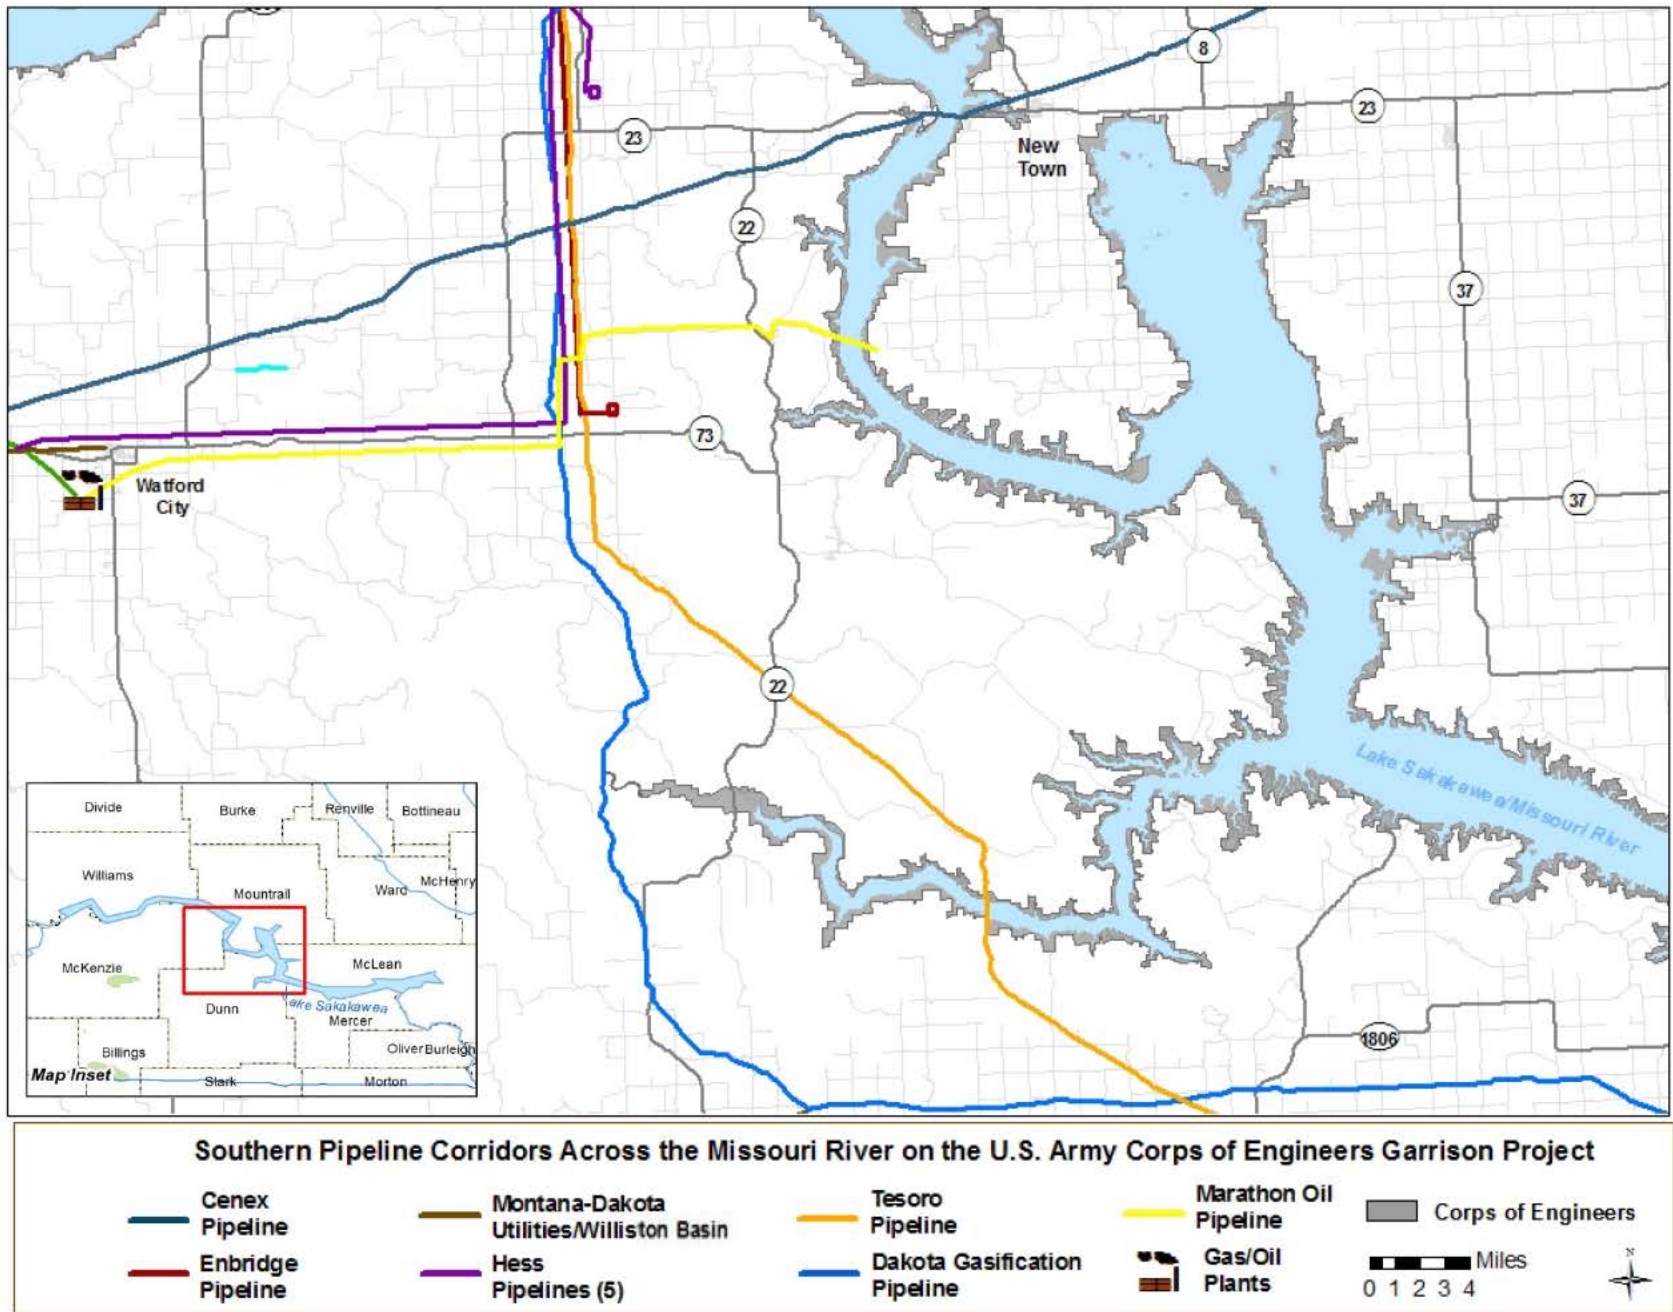 8
23
23
New
Town
22
37
73
Watford
City
37
22
Lake Sakakawea/Missouri River
1806
Divide
Burke
Renville
Bottineau
Williams
Mountrail
Ward
McHenry
McKenzie
McLean
Dunn
Lake Sakakawea
Mercer
Billings
Oliver
Burleigh
Map Inset
Stark
Morton
Southern Pipeline Corridors Across the Missouri River on the U.S. Army Corps of Engineers Garrison Project
Cenex
Pipeline
Montana-Dakota
Utilities/Williston Basin
Tesoro
Pipeline
Marathon Oil
Pipeline
Corps of Engineers
Enbridge
Pipeline
Hess
Pipelines (5)
Dakota Gasification
Pipeline
Gas/Oil
Plants
Miles
0 1 2 3 4
N